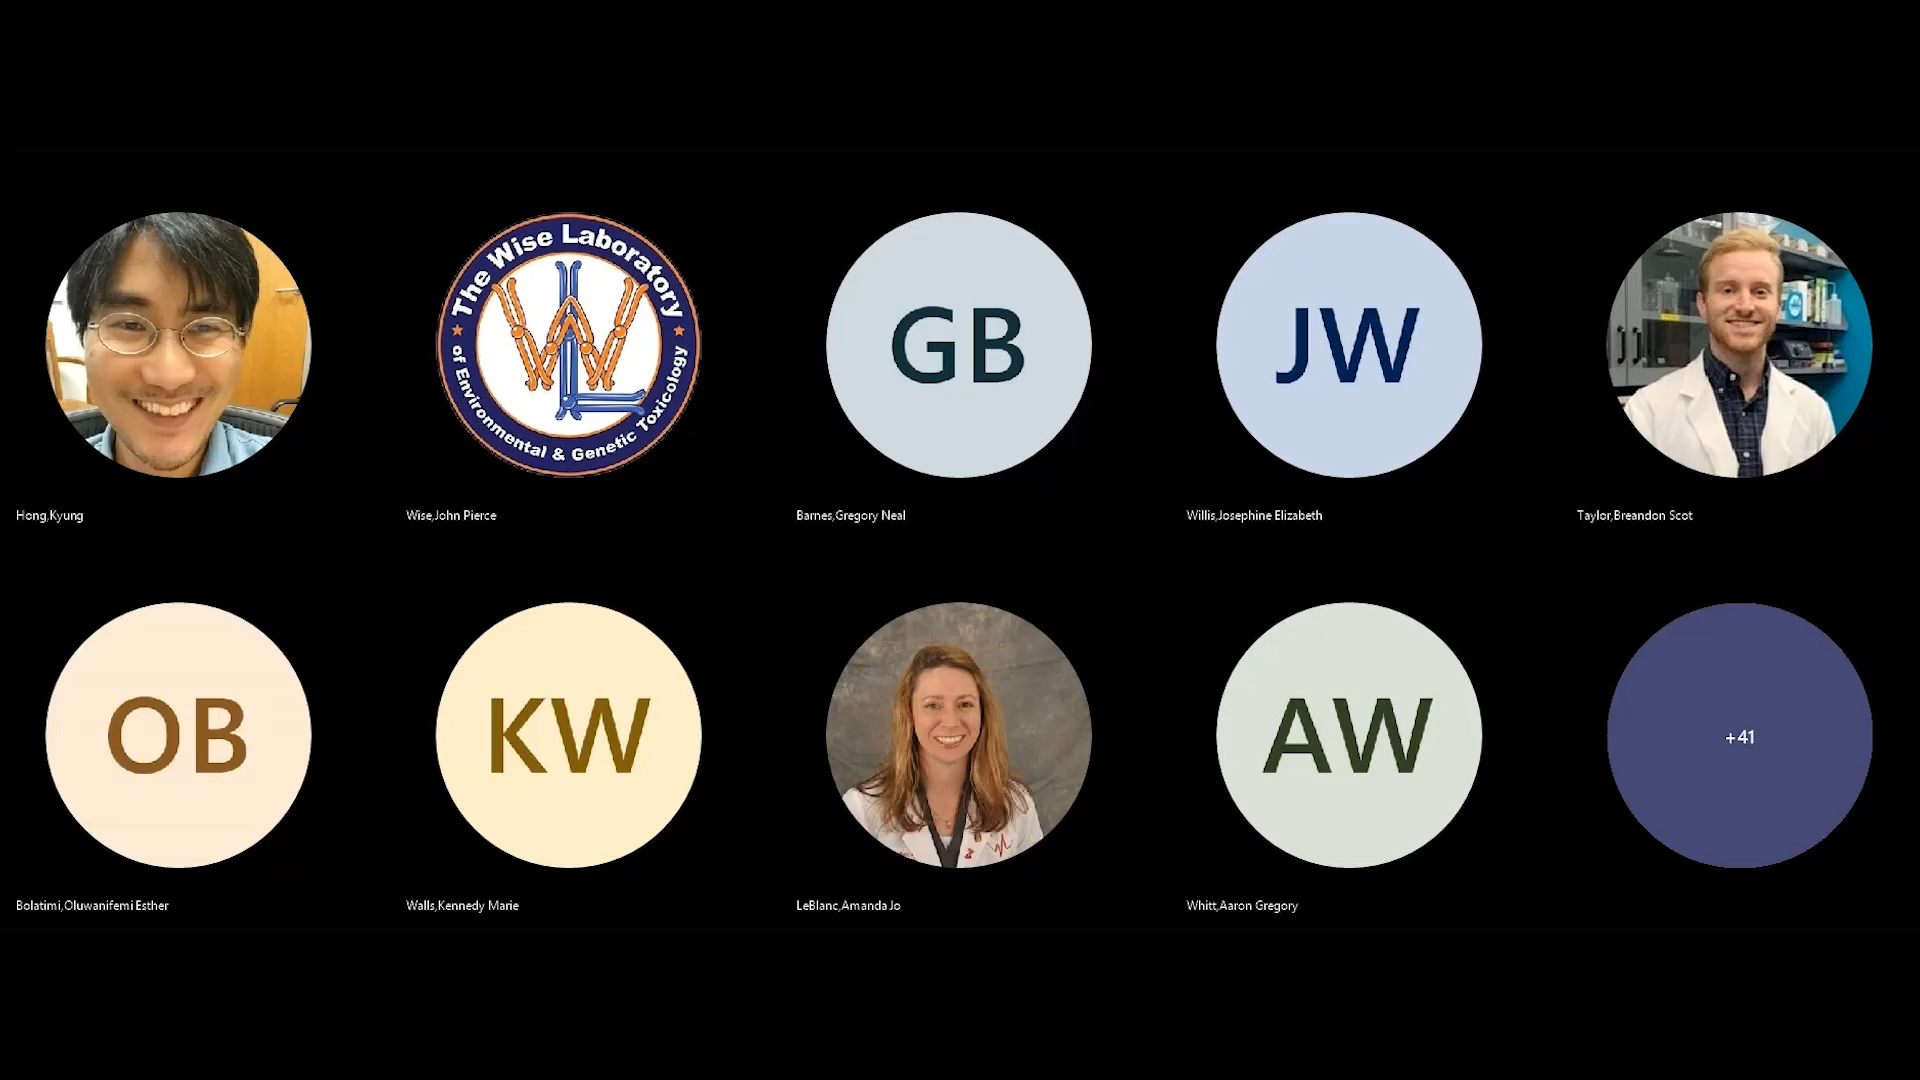 The Wise Laboratory
of Environmental & Genetic Toxicology
WL
GB
JW
Hong,Kyung
Wise,John Pierce
Barnes,Gregory Neal
Willis,Josephine Elizabeth
Taylor,Breandon Scot
OB
KW
AW
+41
Bolatimi,Oluwanifemi Esther
Walls,Kennedy Marie
LeBlanc,Amanda Jo
Whitt,Aaron Gregory